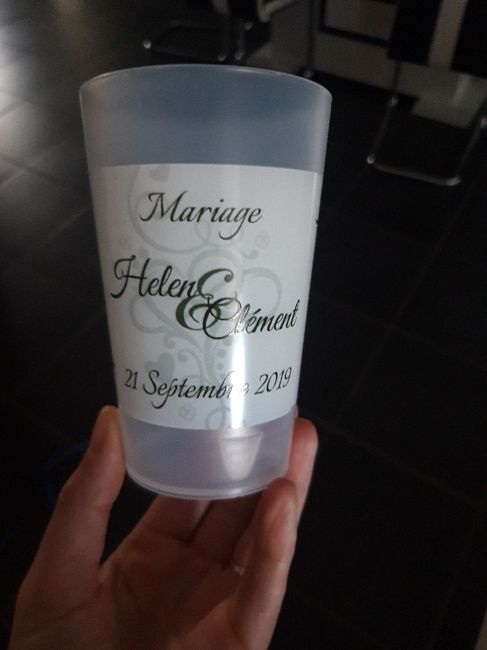 Mariage
Helen & Clément
21 Septembre 2019